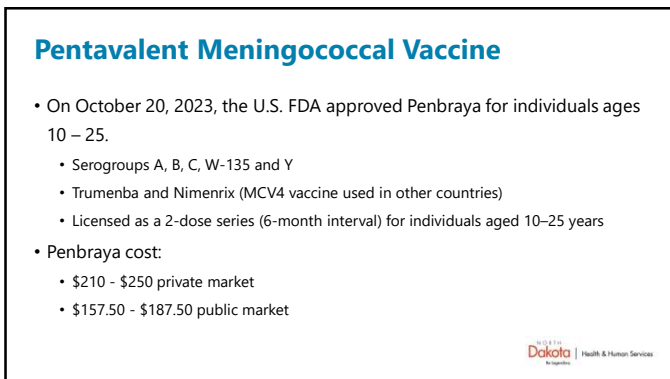 Pentavalent Meningococcal Vaccine
• On October 20, 2023, the U.S. FDA approved Penbraya for individuals ages
10 – 25.
• Serogroups A, B, C, W-135 and Y
• Trumenba and Nimenrix (MCV4 vaccine used in other countries)
• Licensed as a 2-dose series (6-month interval) for individuals aged 10–25 years
• Penbraya cost:
• $210 - $250 private market
• $157.50 - $187.50 public market
NORTH
Dakota | Health & Human Services
Be Legendary.